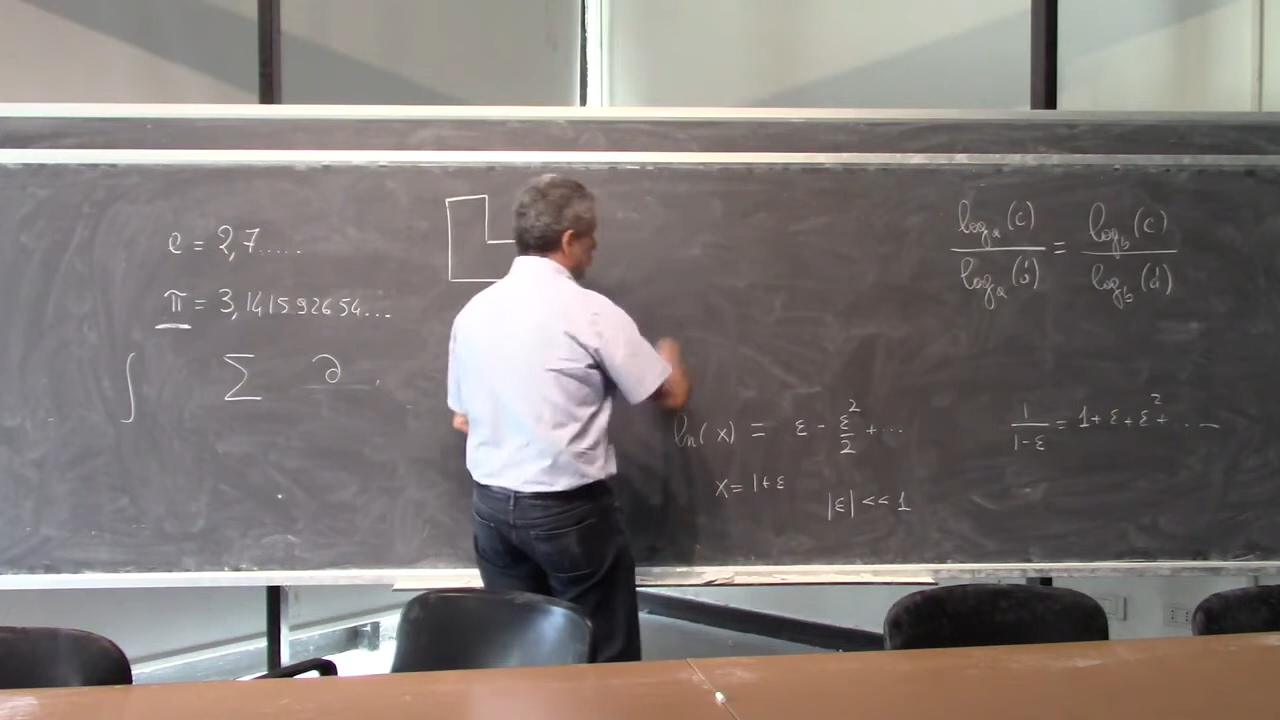 e = 2,7.....
π = 3,141592654...
∫ Σ ∂
log_a(c) / log_a(d) = log_b(c) / log_b(d)
ln(x) = ε - ε²/2 + ...
x = 1+ε
|ε| << 1
1/(1-ε) = 1+ε+ε²+...